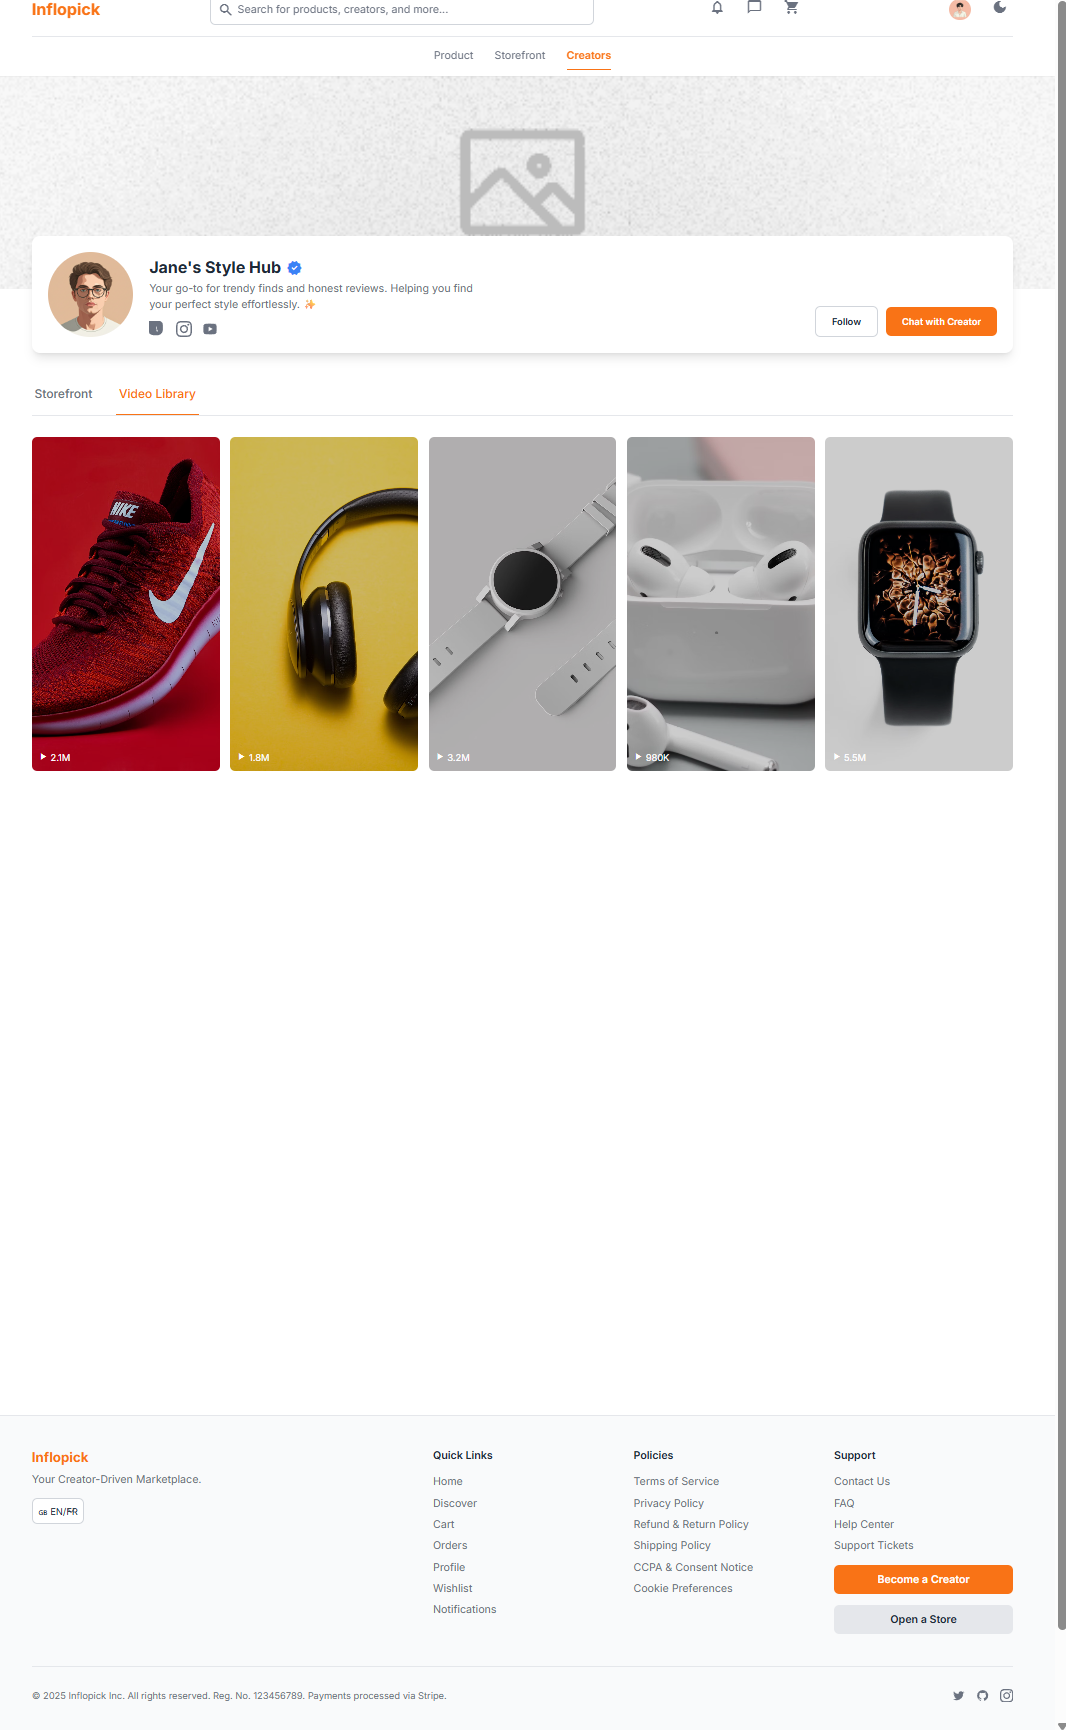 Inflopick
Search for products, creators, and more...
Product Storefront Creators
Jane's Style Hub
Your go-to for trendy finds and honest reviews. Helping you find
your perfect style effortlessly. ✨
Follow
Chat with Creator
Storefront Video Library
NIKE
2.1M
1.8M
3.2M
980K
5.5M
Inflopick
Your Creator-Driven Marketplace.
GB EN/FR
Quick Links
Home
Discover
Cart
Orders
Profile
Wishlist
Notifications
Policies
Terms of Service
Privacy Policy
Refund & Return Policy
Shipping Policy
CCPA & Consent Notice
Cookie Preferences
Support
Contact Us
FAQ
Help Center
Support Tickets
Become a Creator
Open a Store
© 2025 Inflopick Inc. All rights reserved. Reg. No. 123456789. Payments processed via Stripe.